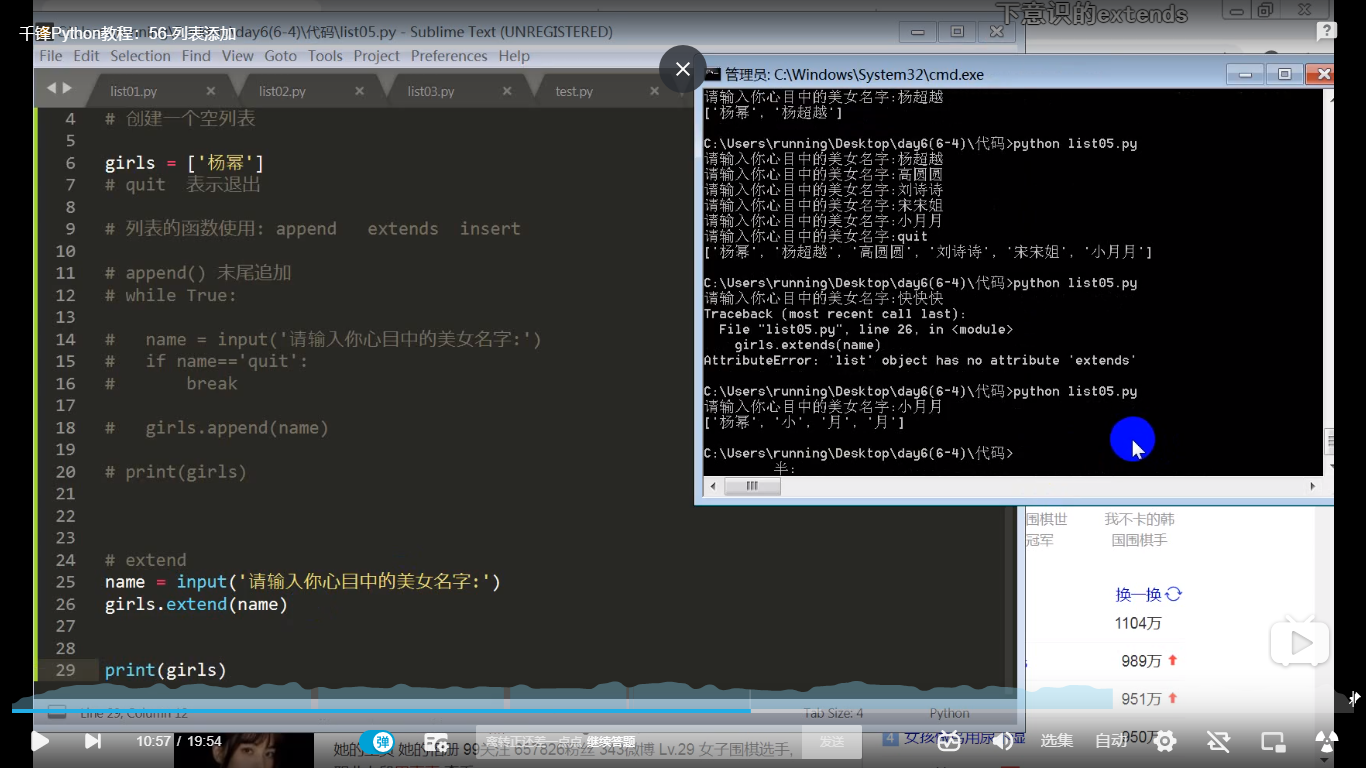 下意识的extends
千锋Python教程：56-列表添加
day6(6-4)\代码\list05.py - Sublime Text (UNREGISTERED)
File Edit Selection Find View Goto Tools Project Preferences Help
list01.py × list02.py × list03.py × test.py ×
4 # 创建一个空列表
5
6 girls = ['杨幂']
7 # quit 表示退出
8
9 # 列表的函数使用: append extends insert
10
11 # append() 末尾追加
12 # while True:
13
14 # name = input('请输入你心目中的美女名字:')
15 # if name=='quit':
16 # break
17
18 # girls.append(name)
19
20 # print(girls)
21
22
23
24 # extend
25 name = input('请输入你心目中的美女名字:')
26 girls.extend(name)
27
28
29 print(girls)
Line 29, Column 12
Tab Size: 4
Python
管理员: C:\Windows\System32\cmd.exe
请输入你心目中的美女名字:杨超越
['杨幂', '杨超越']
C:\Users\running\Desktop\day6(6-4)\代码>python list05.py
请输入你心目中的美女名字:杨超越
请输入你心目中的美女名字:高圆圆
请输入你心目中的美女名字:刘诗诗
请输入你心目中的美女名字:宋宋姐
请输入你心目中的美女名字:小月月
请输入你心目中的美女名字:quit
['杨幂', '杨超越', '高圆圆', '刘诗诗', '宋宋姐', '小月月']
C:\Users\running\Desktop\day6(6-4)\代码>python list05.py
请输入你心目中的美女名字:快快快
Traceback (most recent call last):
File "list05.py", line 26, in <module>
girls.extends(name)
AttributeError: 'list' object has no attribute 'extends'
C:\Users\running\Desktop\day6(6-4)\代码>python list05.py
请输入你心目中的美女名字:小月月
['杨幂', '小', '月', '月']
C:\Users\running\Desktop\day6(6-4)\代码>
半:
围棋世 我不卡的韩
冠军 国围棋手
换一换
1104万
989万
951万
950万
10:57 / 19:54
弹
继续答题
发送
选集
自动